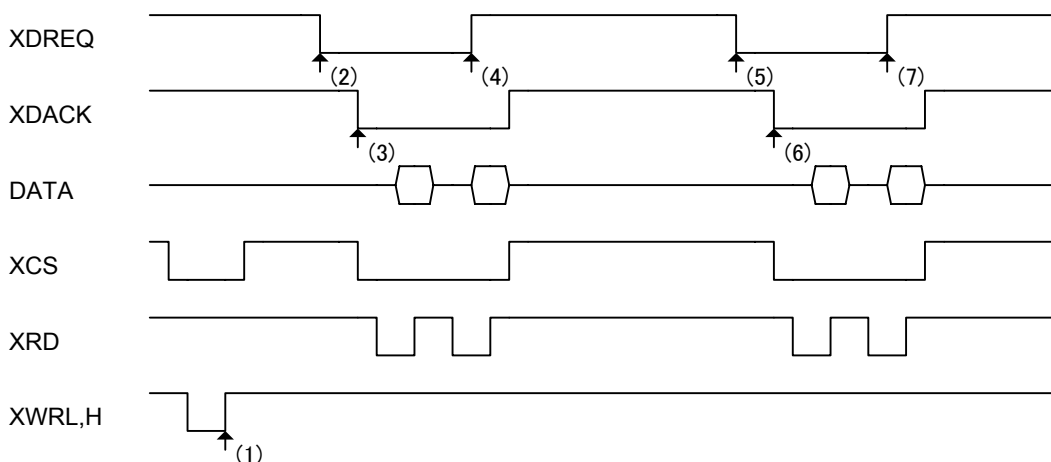 XDREQ
(2)
(4)
(5)
(7)
XDACK
(3)
(6)
DATA
XCS
XRD
XWRL,H
(1)